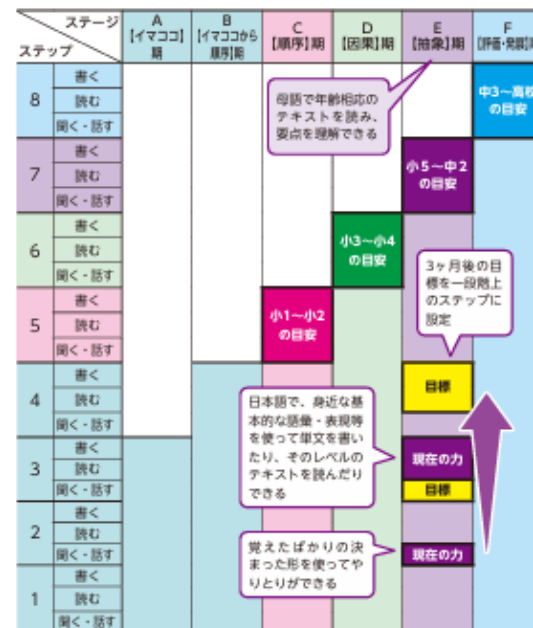 ステージ
ステップ
A
【イマココ】
期
B
【イマココから
順序】期
C
【順序】期
D
【因果】期
E
【抽象】期
F
【評価・発展】期
8
書く
読む
聞く・話す
母語で年齢相応の
テキストを読み、
要点を理解できる
中3~高校
の目安
7
書く
読む
聞く・話す
小5~中2
の目安
6
書く
読む
聞く・話す
小3~小4
の目安
3ヶ月後の目
標を一段階上
のステップに
設定
5
書く
読む
聞く・話す
小1~小2
の目安
4
書く
読む
聞く・話す
目標
日本語で、身近な基
本的な語彙・表現等
を使って単文を書い
たり、そのレベルの
テキストを読んだり
できる
3
書く
読む
聞く・話す
現在の力
目標
2
書く
読む
聞く・話す
覚えたばかりの決
まった形を使ってや
りとりができる
現在の力
1
書く
読む
聞く・話す